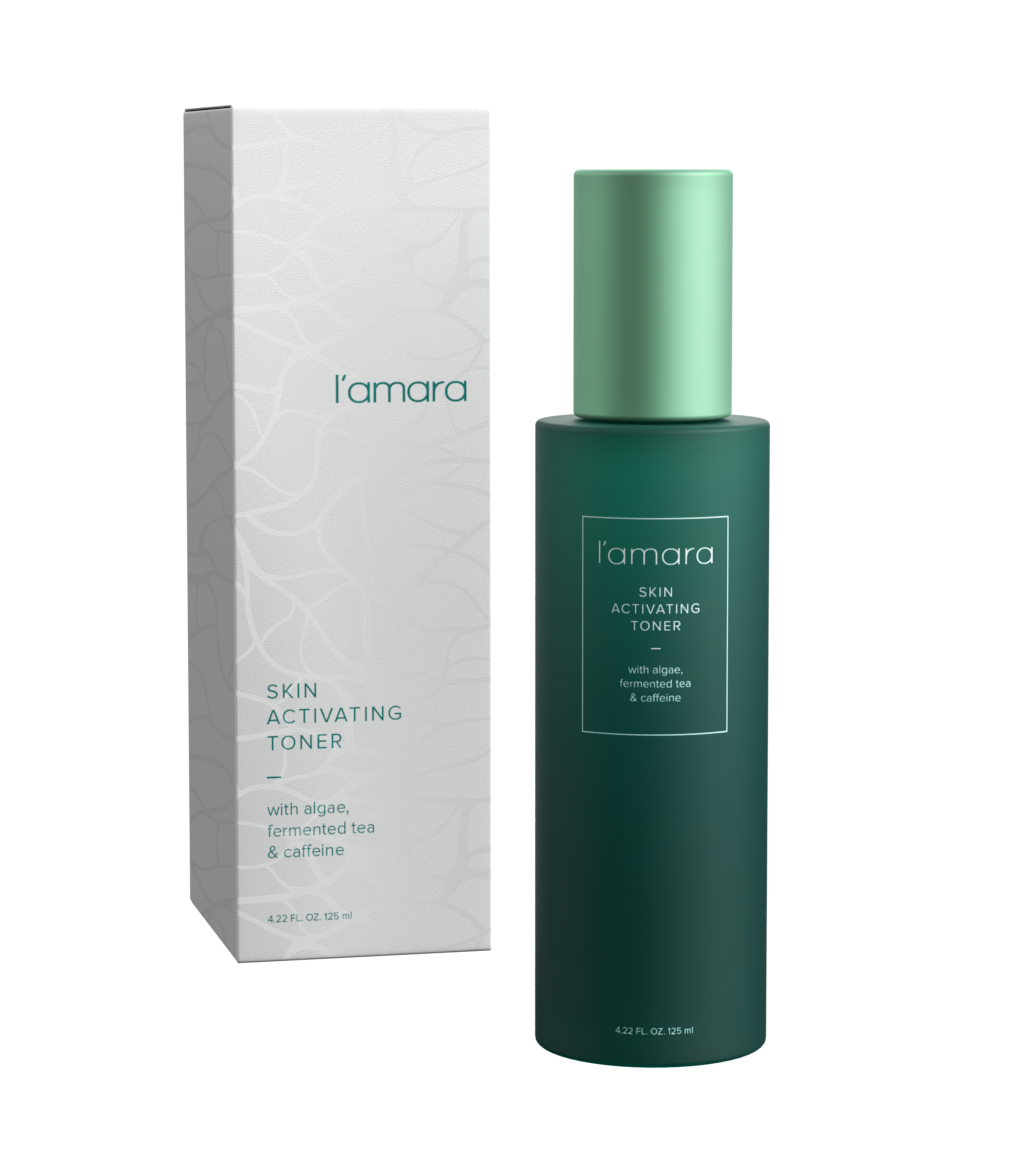 l'amara
SKIN
ACTIVATING
TONER
–
with algae,
fermented tea
& caffeine
4.22 FL. OZ. 125 ml
l'amara
SKIN
ACTIVATING
TONER
–
with algae,
fermented tea
& caffeine
4.22 FL. OZ. 125 ml